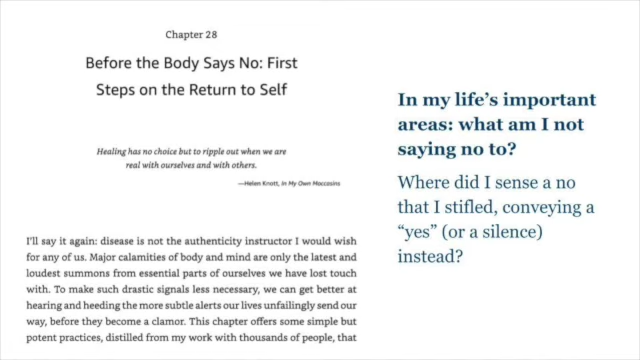 Chapter 28
Before the Body Says No: First
Steps on the Return to Self
Healing has no choice but to ripple out when we are
real with ourselves and with others.
—Helen Knott, In My Own Moccasins
I'll say it again: disease is not the authenticity instructor I would wish
for any of us. Major calamities of body and mind are only the latest and
loudest summons from essential parts of ourselves we have lost touch
with. To make such drastic signals less necessary, we can get better at
hearing and heeding the more subtle alerts our lives unfailingly send our
way, before they become a clamor. This chapter offers some simple but
potent practices, distilled from my work with thousands of people, that
In my life's important
areas: what am I not
saying no to?
Where did I sense a no
that I stifled, conveying a
“yes” (or a silence)
instead?